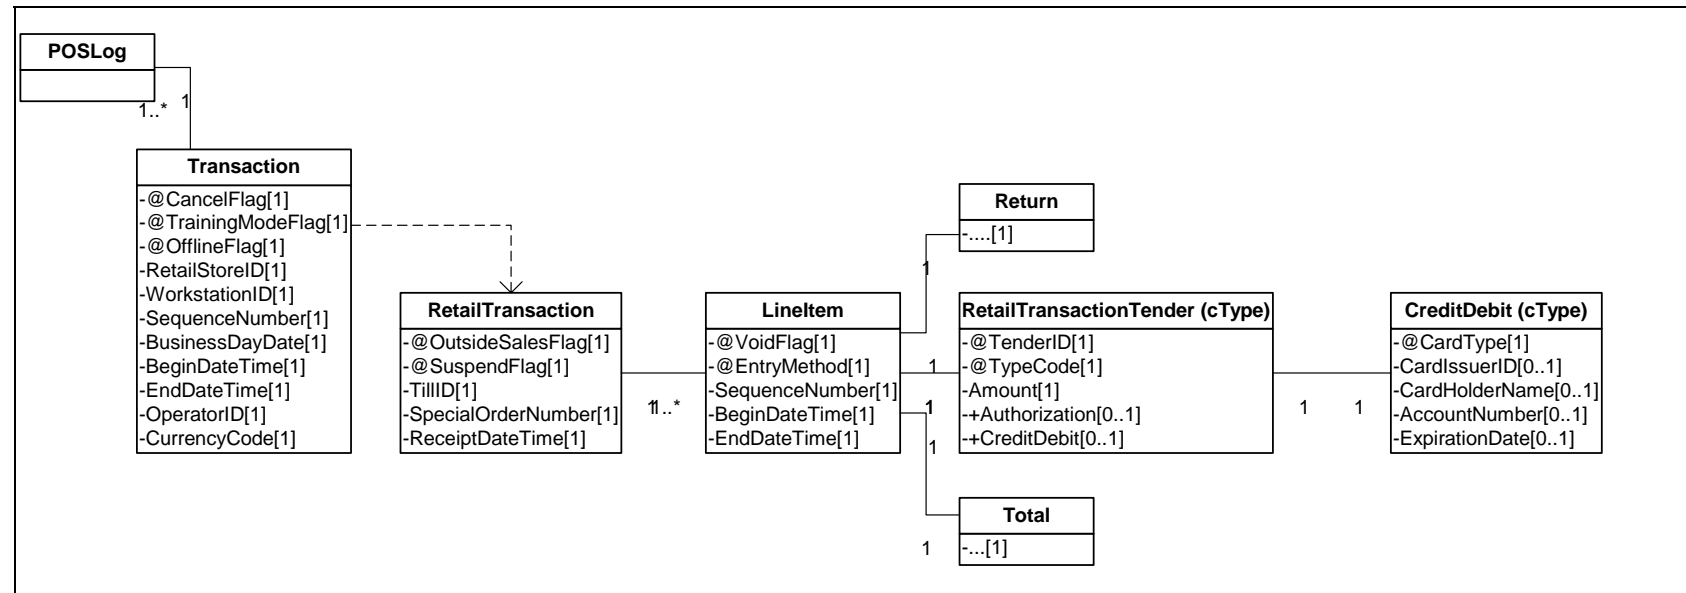 POSLog
1
1..*
Transaction
-@CancelFlag[1]
-@TrainingModeFlag[1]
-@OfflineFlag[1]
-RetailStoreID[1]
-WorkstationID[1]
-SequenceNumber[1]
-BusinessDayDate[1]
-BeginDateTime[1]
-EndDateTime[1]
-OperatorID[1]
-CurrencyCode[1]
RetailTransaction
-@OutsideSalesFlag[1]
-@SuspendFlag[1]
-TillID[1]
-SpecialOrderNumber[1]
-ReceiptDateTime[1]
1
1..*
LineItem
-@VoidFlag[1]
-@EntryMethod[1]
-SequenceNumber[1]
-BeginDateTime[1]
-EndDateTime[1]
Return
-....[1]
1
1
1
1
1
1
RetailTransactionTender (cType)
-@TenderID[1]
-@TypeCode[1]
-Amount[1]
-+Authorization[0..1]
-+CreditDebit[0..1]
1
1
CreditDebit (cType)
-@CardType[1]
-CardIssuerID[0..1]
-CardHolderName[0..1]
-AccountNumber[0..1]
-ExpirationDate[0..1]
Total
-...[1]